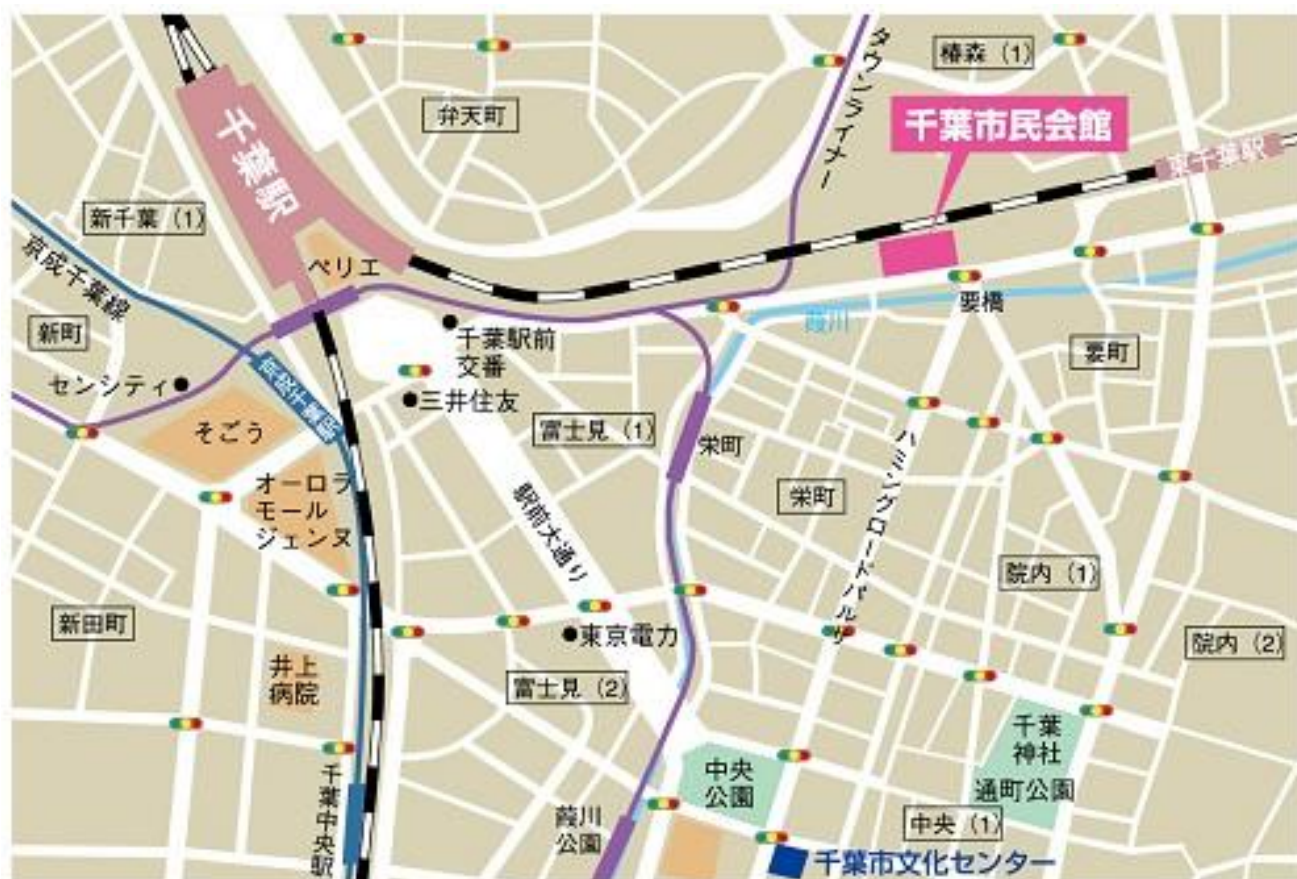 椿森 (1)
タウンライナー
弁天町
千葉市民会館
千葉駅
東千葉駅
新千葉 (1)
ペリエ
京成千葉線
葭川
要橋
新町
千葉駅前
交番
要町
センシティ
京成千葉駅
三井住友
そごう
富士見 (1)
栄町
ハミングロードパルサ
オーロラ
モール
ジェンヌ
駅前大通り
栄町
院内 (1)
新田町
東京電力
院内 (2)
井上
病院
富士見 (2)
千葉
神社
中央
公園
通町公園
千葉中央駅
葭川
公園
中央 (1)
千葉市文化センター